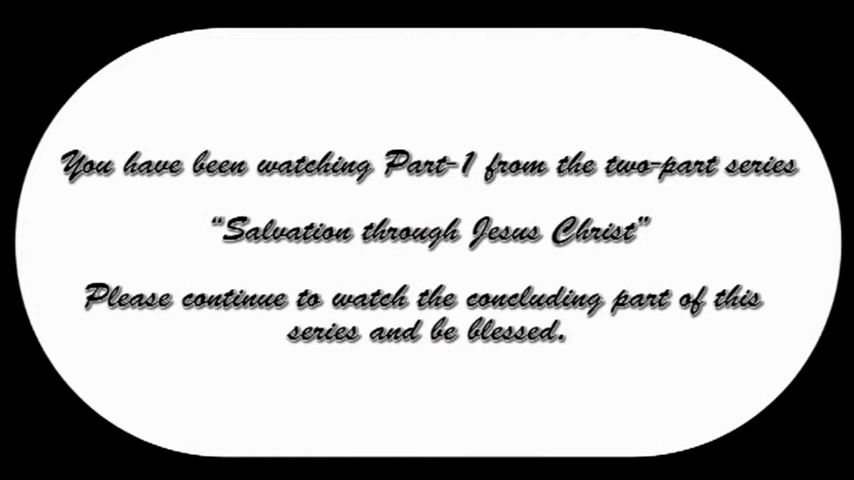 You have been watching Part-1 from the two-part series
“Salvation through Jesus Christ”
Please continue to watch the concluding part of this
series and be blessed.